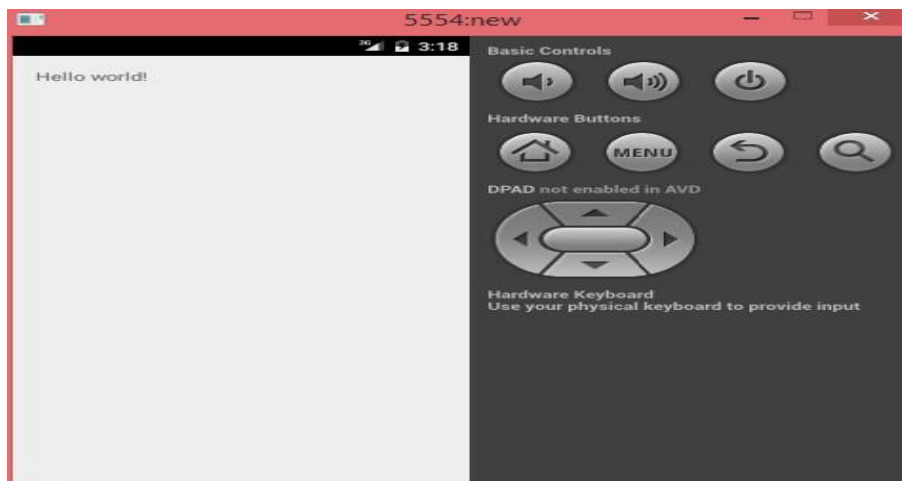 5554:new
3G 3:18
Hello world!
Basic Controls
Hardware Buttons
MENU
DPAD not enabled in AVD
Hardware Keyboard
Use your physical keyboard to provide input